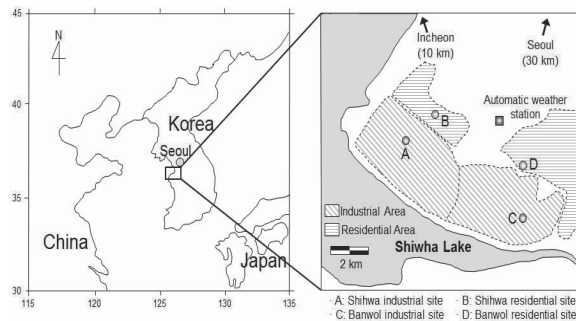 N
45
40
35
30
115
120
125
130
135
Korea
Seoul
China
Japan
Incheon
(10 km)
Seoul
(30 km)
Automatic weather
station
A
B
C
D
Industrial Area
Residential Area
2 km
Shiwha Lake
· A: Shihwa industrial site · B: Shihwa residential site
· C: Banwol industrial site · D: Banwol residential site